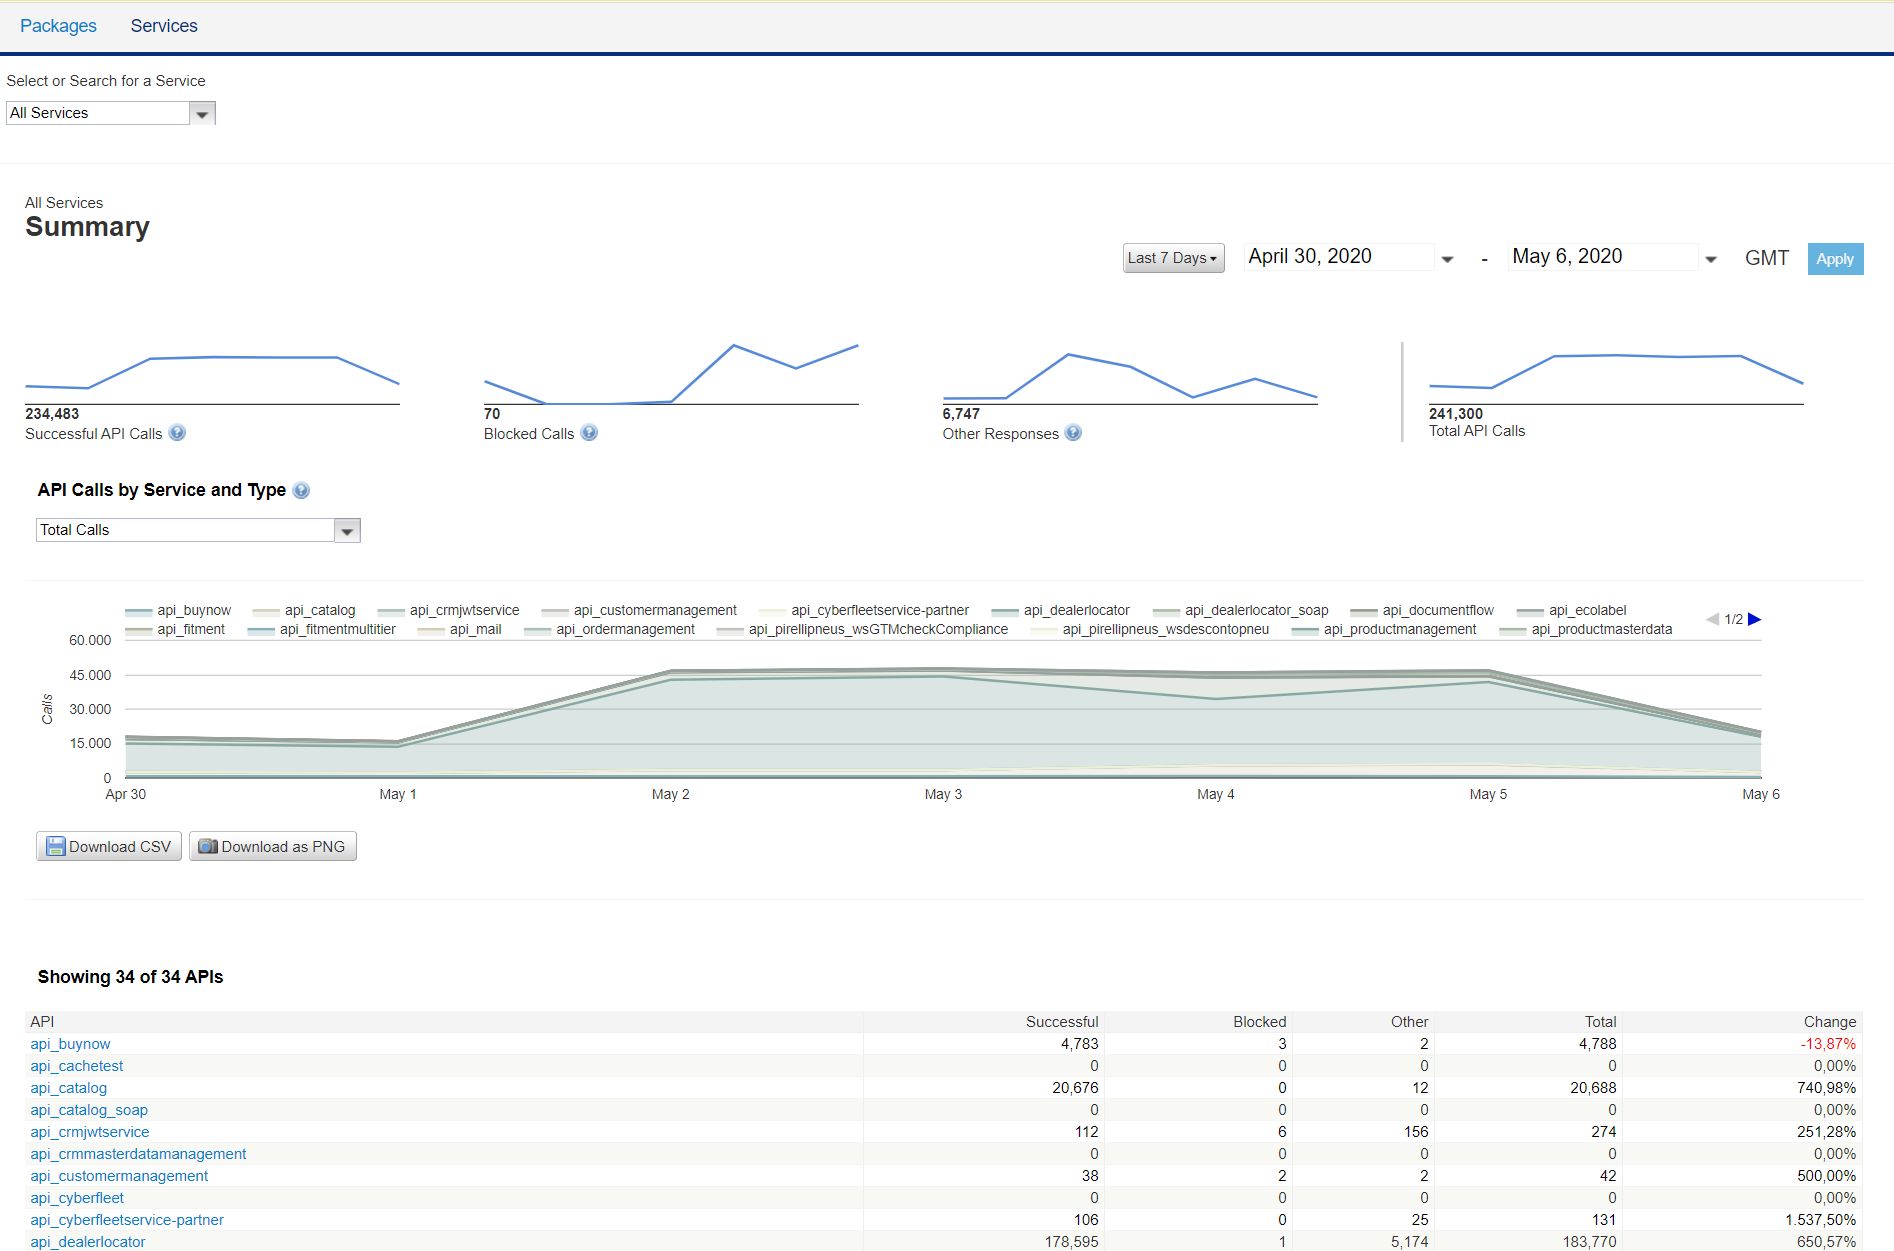 Packages Services
Select or Search for a Service
All Services
All Services
Summary
Last 7 Days April 30, 2020 - May 6, 2020 GMT Apply
234,483 70 6,747 241,300
Successful API Calls ? Blocked Calls ? Other Responses ? Total API Calls
API Calls by Service and Type ?
Total Calls
api_buynow api_catalog api_crmjwtservice api_customermanagement api_cyberfleetservice-partner api_dealerlocator api_dealerlocator_soap api_documentflow api_ecolabel
api_fitment api_fitmentmultitier api_mail api_ordermanagement api_pirellipneus_wsGTMcheckCompliance api_pirellipneus_wsdescontopneu api_productmanagement api_productmasterdata
1/2
60.000
45.000
30.000
15.000
0
Calls
Apr 30 May 1 May 2 May 3 May 4 May 5 May 6
Download CSV Download as PNG
Showing 34 of 34 APIs
API Successful Blocked Other Total Change
api_buynow 4,783 3 2 4,788 -13,87%
api_cachetest 0 0 0 0 0,00%
api_catalog 20,676 0 12 20,688 740,98%
api_catalog_soap 0 0 0 0 0,00%
api_crmjwtservice 112 6 156 274 251,28%
api_crmmasterdatamanagement 0 0 0 0 0,00%
api_customermanagement 38 2 2 42 500,00%
api_cyberfleet 0 0 0 0 0,00%
api_cyberfleetservice-partner 106 0 25 131 1.537,50%
api_dealerlocator 178,595 1 5,174 183,770 650,57%